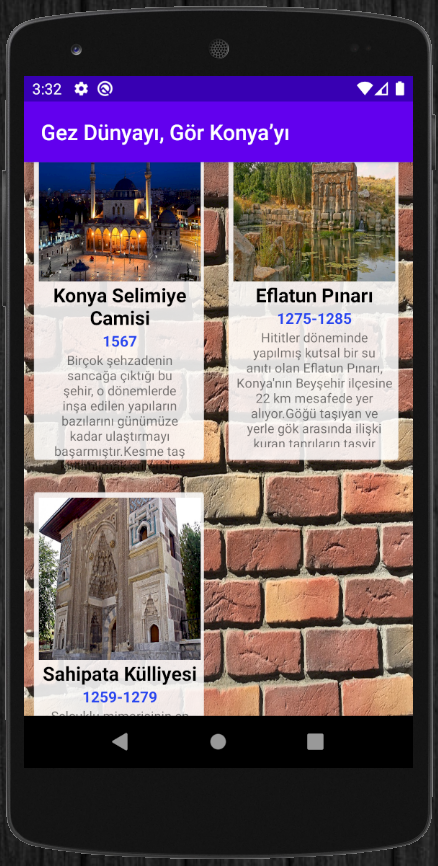 3:32
Gez Dünyayı, Gör Konya'yı
Konya Selimiye
Camisi
1567
Birçok şehzadenin
sancağa çıktığı bu
şehir, o dönemlerde
inşa edilen yapıların
bazılarını günümüze
kadar ulaştırmayı
başarmıştır.Kesme taş
Eflatun Pınarı
1275-1285
Hititler döneminde
yapılmış kutsal bir su
anıtı olan Eflatun Pınarı,
Konya'nın Beyşehir ilçesine
22 km mesafede yer
alıyor.Göğü taşıyan ve
yerle gök arasında ilişki
kuran tanrıların tasvir
Sahipata Külliyesi
1259-1279
Selçuklu mimarisinin en